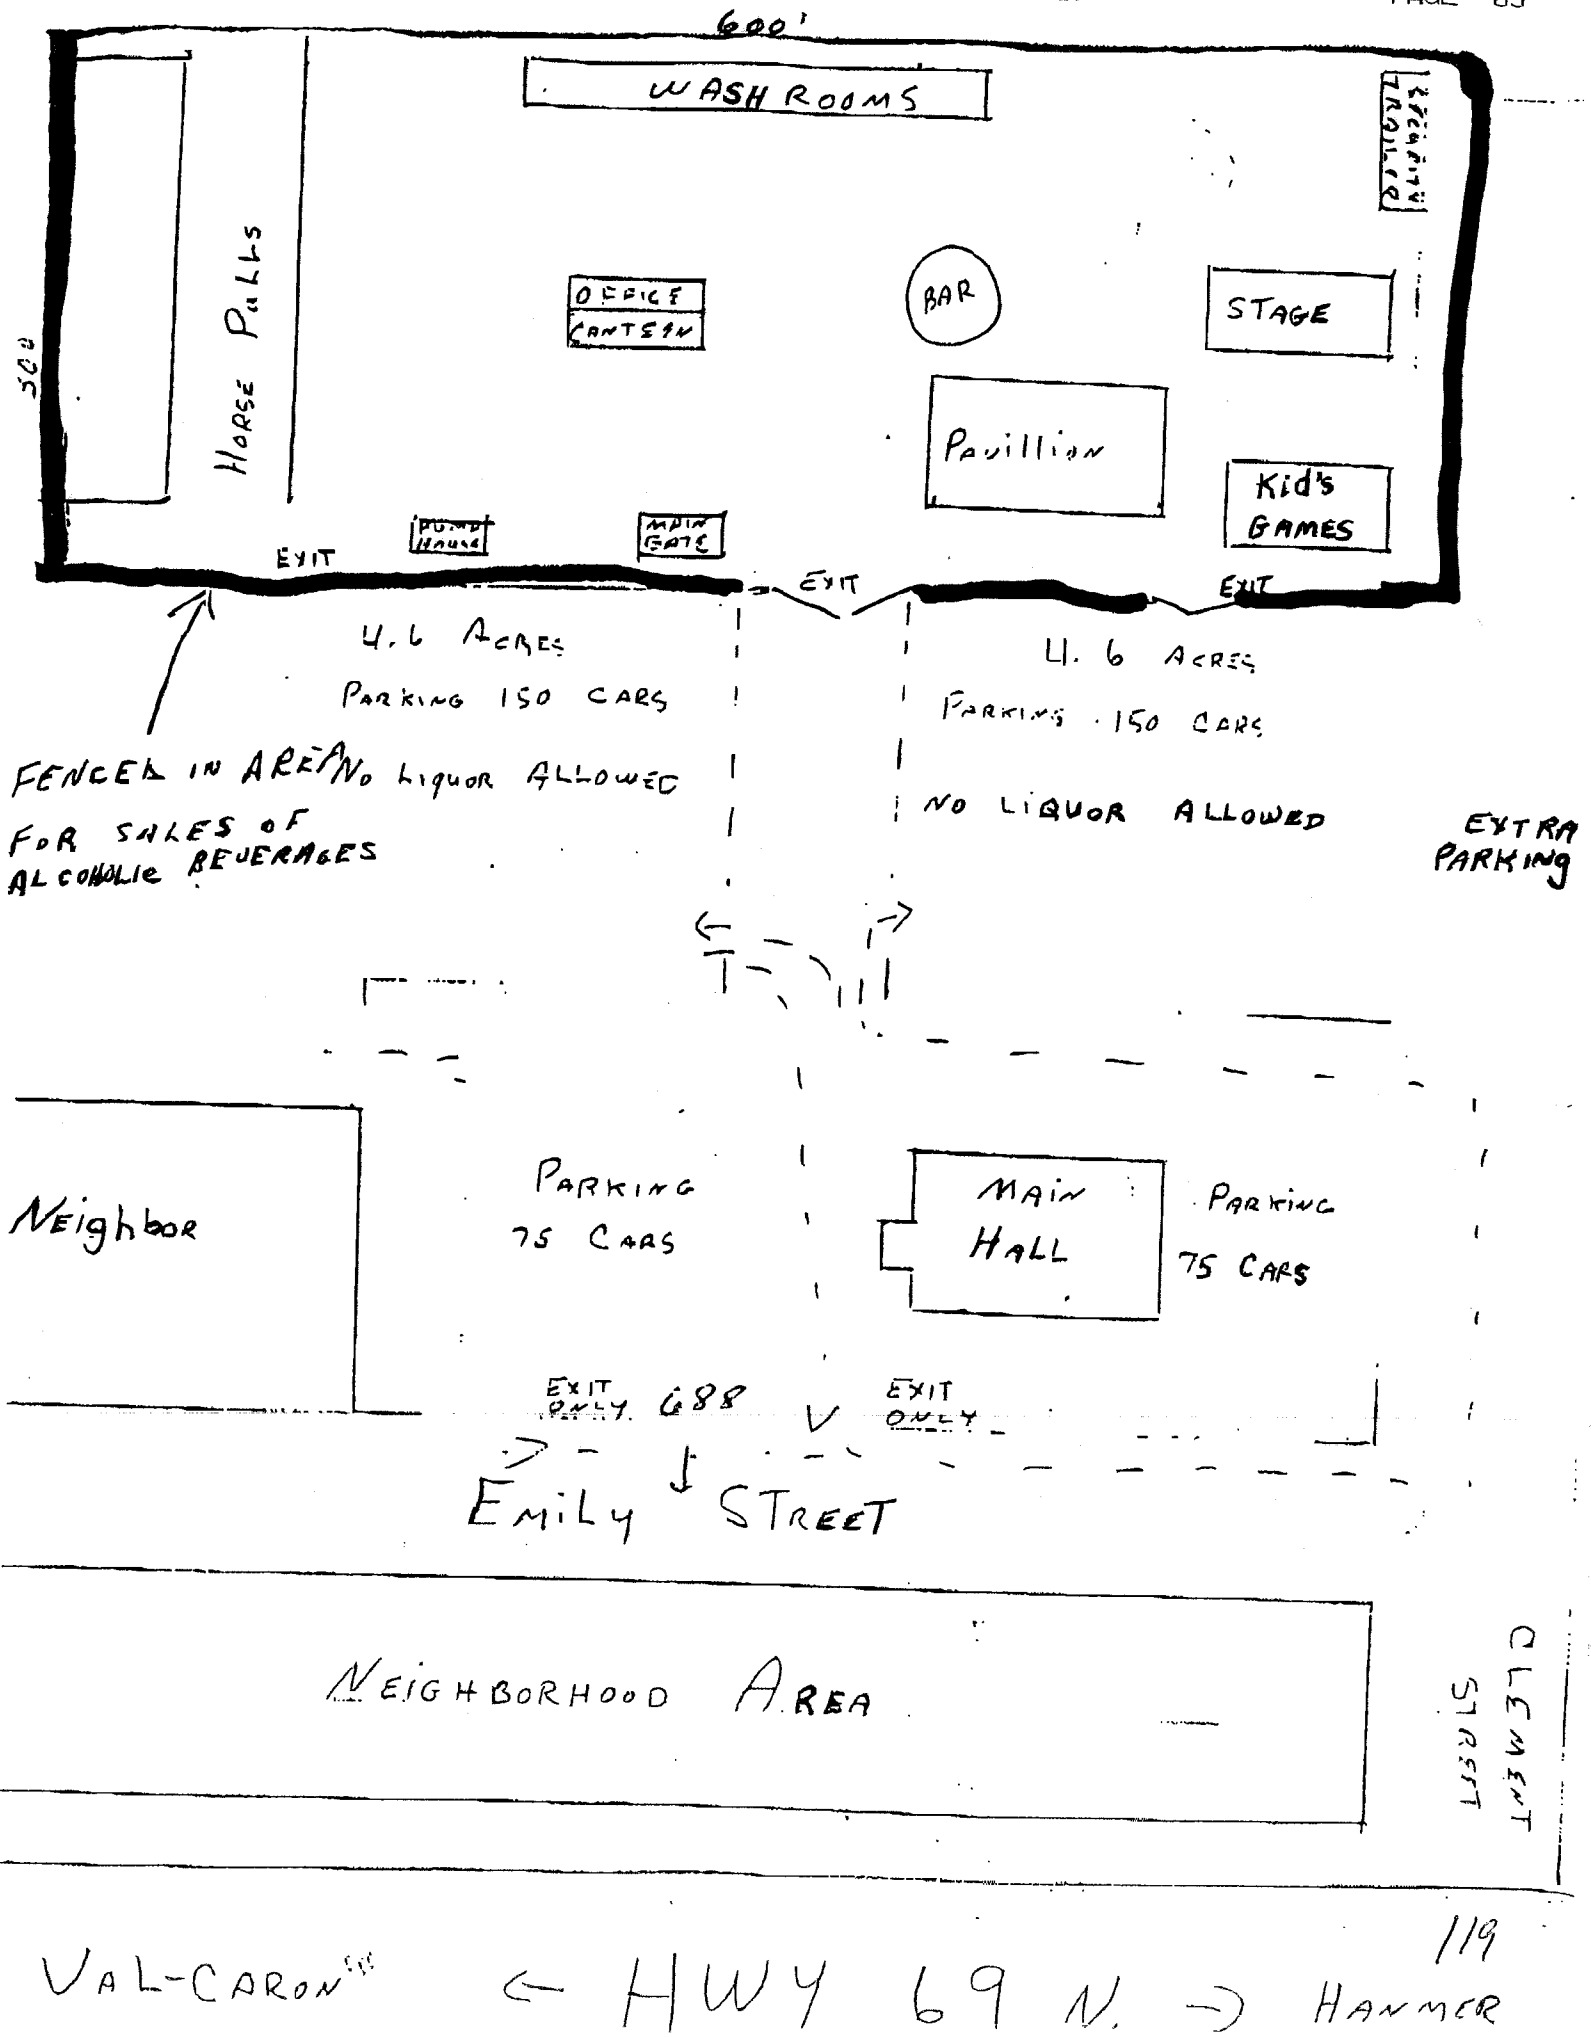 PAGE 03
600'
WASH ROOMS
SECURITY
TRAILER
HORSE PULLS
OFFICE
CANTEEN
BAR
STAGE
500
Pavillion
Kid's
GAMES
PUMP
HOUSE
MAIN
GATE
EXIT
EXIT
EXIT
4.6 ACRES
PARKING 150 CARS
4.6 ACRES
PARKING 150 CARS
FENCED IN AREA
FOR SALES OF
ALCOHOLIC BEVERAGES
NO LIQUOR ALLOWED
NO LIQUOR ALLOWED
EXTRA
PARKING
Neighbor
PARKING
75 CARS
MAIN
HALL
PARKING
75 CARS
EXIT
ONLY
688
EXIT
ONLY
EMILY STREET
NEIGHBORHOOD AREA
CLEMENT
STREET
119
VAL-CARON ← HWY 69 N. → HANMER